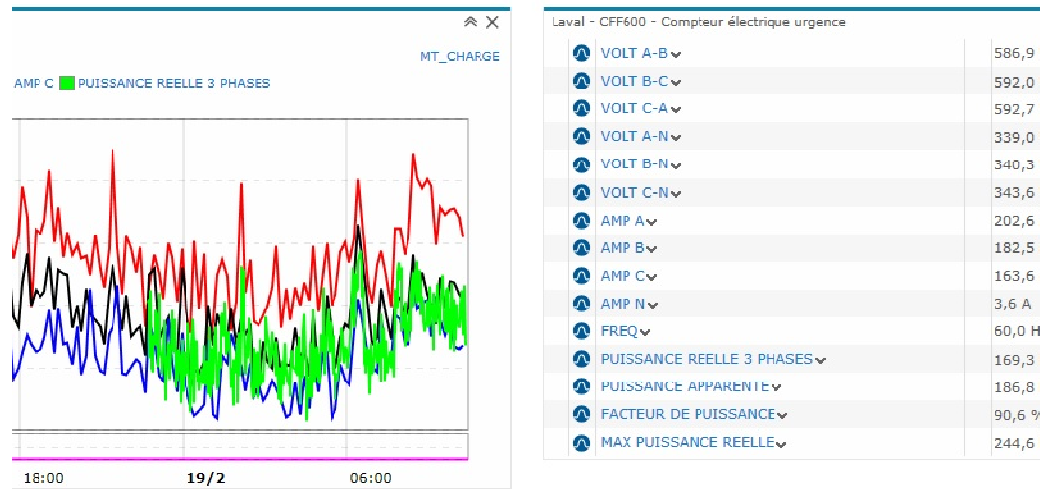 MT_CHARGE
AMP C PUISSANCE REELLE 3 PHASES
18:00 19/2 06:00
Laval - CFF600 - Compteur électrique urgence
VOLT A-B 586,9
VOLT B-C 592,0
VOLT C-A 592,7
VOLT A-N 339,0
VOLT B-N 340,3
VOLT C-N 343,6
AMP A 202,6
AMP B 182,5
AMP C 163,6
AMP N 3,6 A
FREQ 60,0 H
PUISSANCE REELLE 3 PHASES 169,3
PUISSANCE APPARENTE 186,8
FACTEUR DE PUISSANCE 90,6 %
MAX PUISSANCE REELLE 244,6